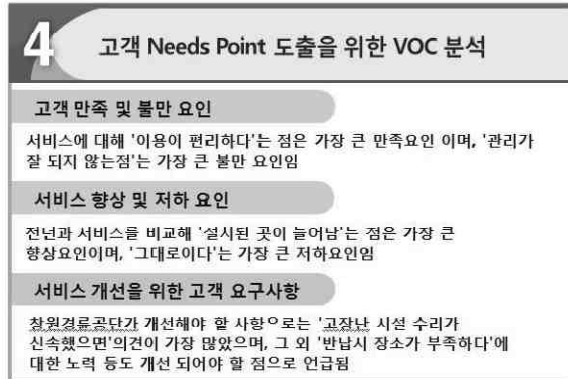 4
고객 Needs Point 도출을 위한 VOC 분석
고객 만족 및 불만 요인
서비스에 대해 '이용이 편리하다'는 점은 가장 큰 만족요인 이며, '관리가
잘 되지 않는점'는 가장 큰 불만 요인임
서비스 향상 및 저하 요인
전년과 서비스를 비교해 '설시된 곳이 늘어남'는 점은 가장 큰
향상요인이며, '그대로이다'는 가장 큰 저하요인임
서비스 개선을 위한 고객 요구사항
창원경륜공단가 개선해야 할 사항으로는 '고장난 시설 수리가
신속했으면'의견이 가장 많았으며, 그 외 '반납시 장소가 부족하다'에
대한 노력 등도 개선 되어야 할 점으로 언급됨